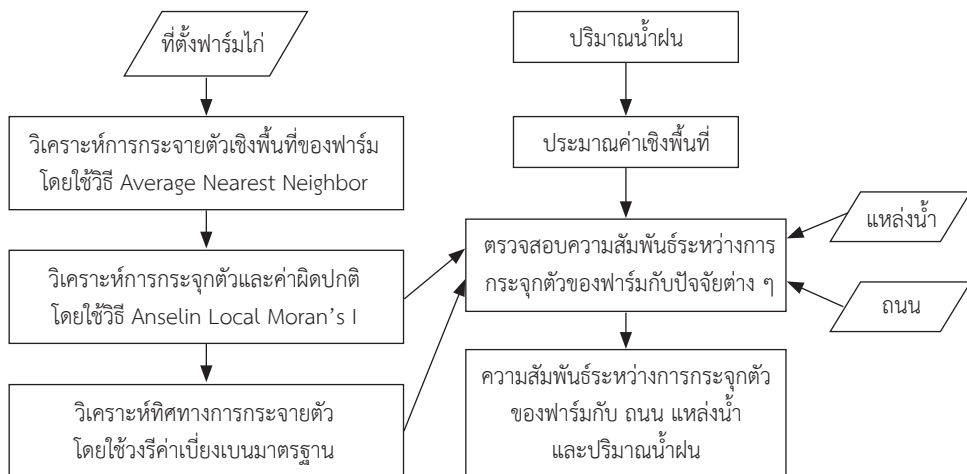 ที่ตั้งฟาร์มไก่
วิเคราะห์การกระจายตัวเชิงพื้นที่ของฟาร์ม
โดยใช้วิธี Average Nearest Neighbor
วิเคราะห์การกระจุกตัวและค่าผิดปกติ
โดยใช้วิธี Anselin Local Moran’s I
วิเคราะห์ทิศทางการกระจายตัว
โดยใช้วงรีค่าเบี่ยงเบนมาตรฐาน
ปริมาณน้ำฝน
ประมาณค่าเชิงพื้นที่
ตรวจสอบความสัมพันธ์ระหว่างการ
กระจุกตัวของฟาร์มกับปัจจัยต่าง ๆ
แหล่งน้ำ
ถนน
ความสัมพันธ์ระหว่างการกระจุกตัว
ของฟาร์มกับ ถนน แหล่งน้ำ
และปริมาณน้ำฝน